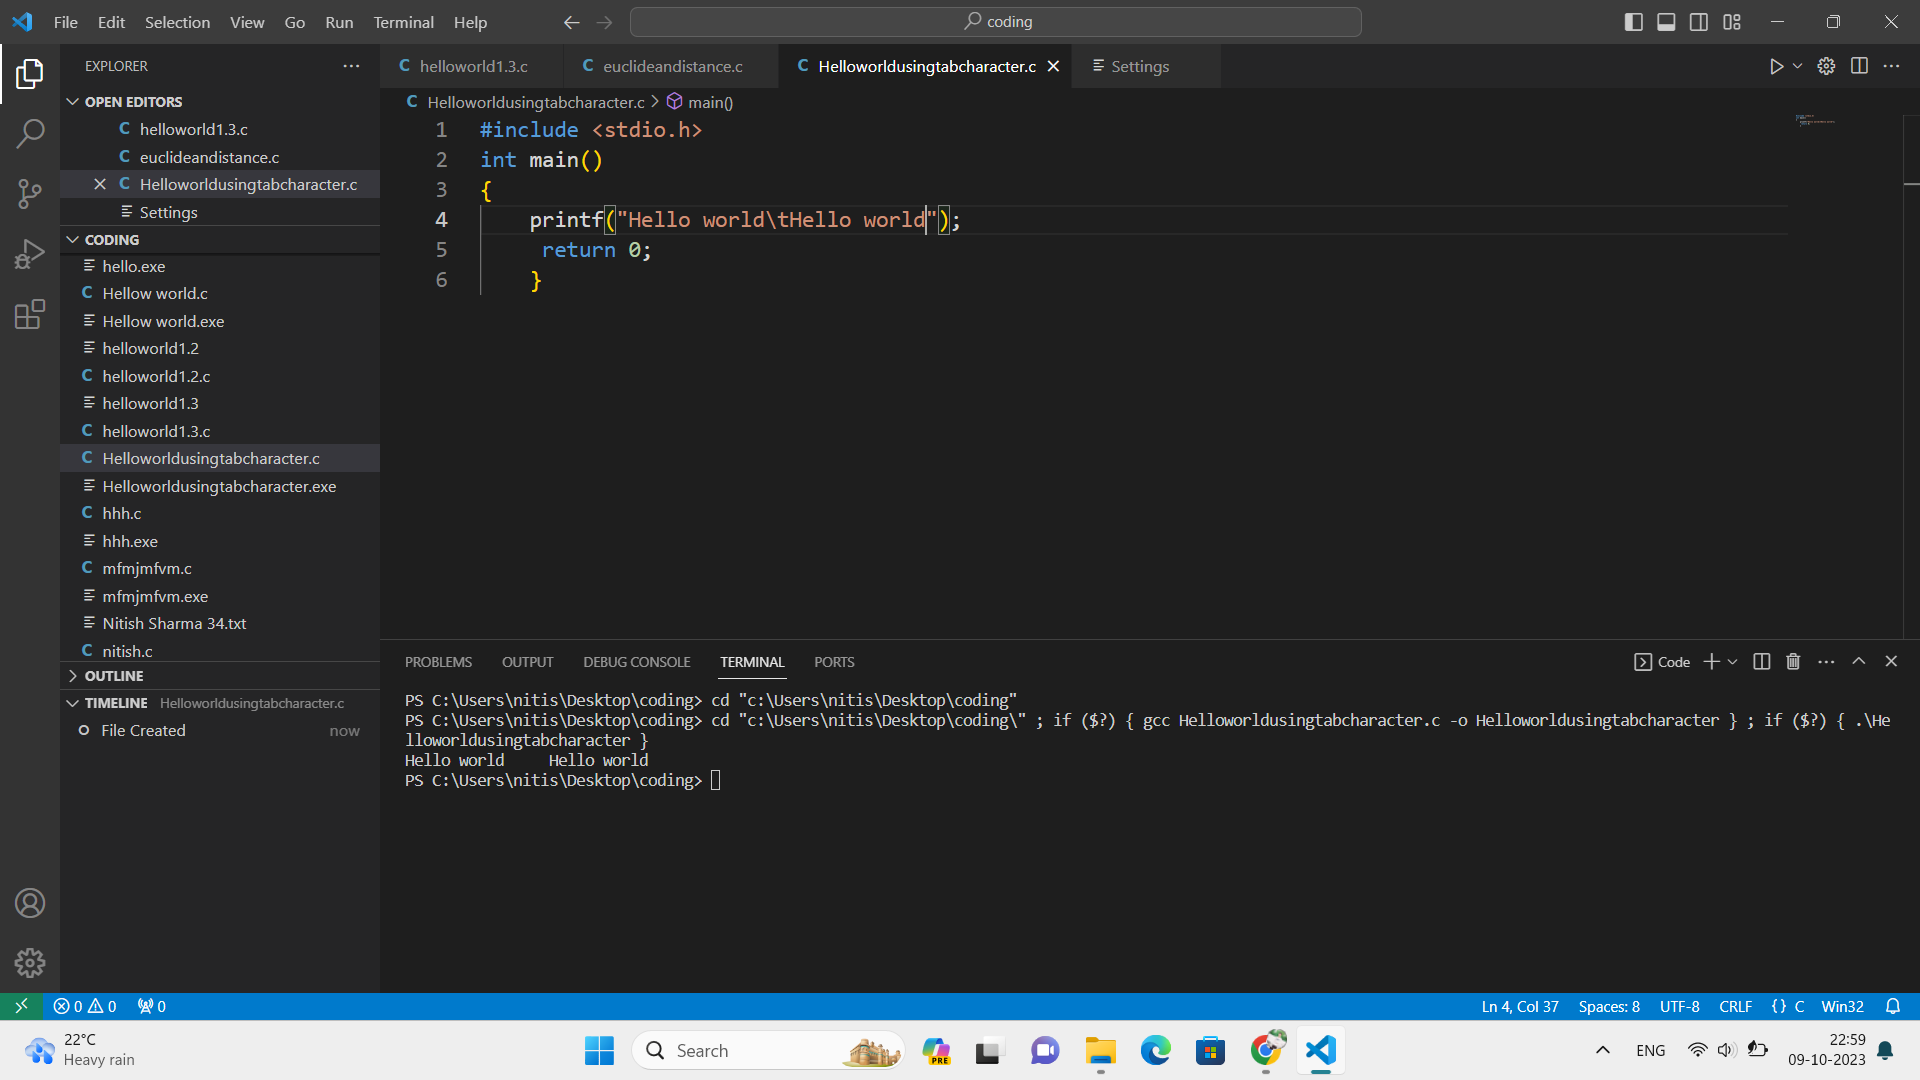 File Edit Selection View Go Run Terminal Help
coding
EXPLORER
OPEN EDITORS
helloworld1.3.c
euclideandistance.c
Helloworldusingtabcharacter.c
Settings
CODING
hello.exe
Hellow world.c
Hellow world.exe
helloworld1.2
helloworld1.2.c
helloworld1.3
helloworld1.3.c
Helloworldusingtabcharacter.c
Helloworldusingtabcharacter.exe
hhh.c
hhh.exe
mfmjmfvm.c
mfmjmfvm.exe
Nitish Sharma 34.txt
nitish.c
OUTLINE
TIMELINE Helloworldusingtabcharacter.c
File Created now
C helloworld1.3.c C euclideandistance.c C Helloworldusingtabcharacter.c Settings
C Helloworldusingtabcharacter.c > main()
1 #include <stdio.h>
2 int main()
3 {
4 printf("Hello world\tHello world");
5 return 0;
6 }
PROBLEMS OUTPUT DEBUG CONSOLE TERMINAL PORTS
Code
PS C:\Users\nitis\Desktop\coding> cd "c:\Users\nitis\Desktop\coding"
PS C:\Users\nitis\Desktop\coding> cd "c:\Users\nitis\Desktop\coding\" ; if ($?) { gcc Helloworldusingtabcharacter.c -o Helloworldusingtabcharacter } ; if ($?) { .\He
lloworldusingtabcharacter }
Hello world     Hello world
PS C:\Users\nitis\Desktop\coding>
0 0 0
Ln 4, Col 37 Spaces: 8 UTF-8 CRLF {} C Win32
22°C
Heavy rain
Search
PRE
ENG
22:59
09-10-2023